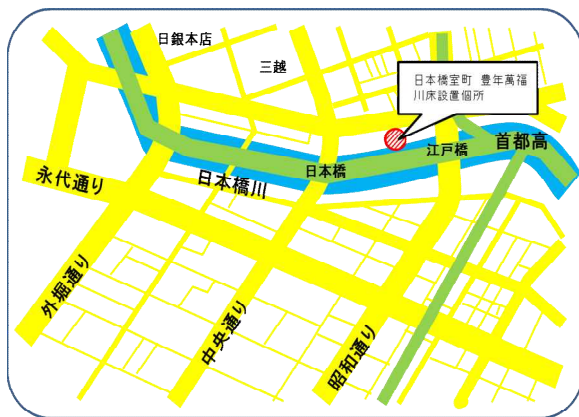 日銀本店
三越
日本橋室町 豊年萬福
川床設置個所
首都高
江戸橋
日本橋
日本橋川
永代通り
外堀通り
中央通り
昭和通り